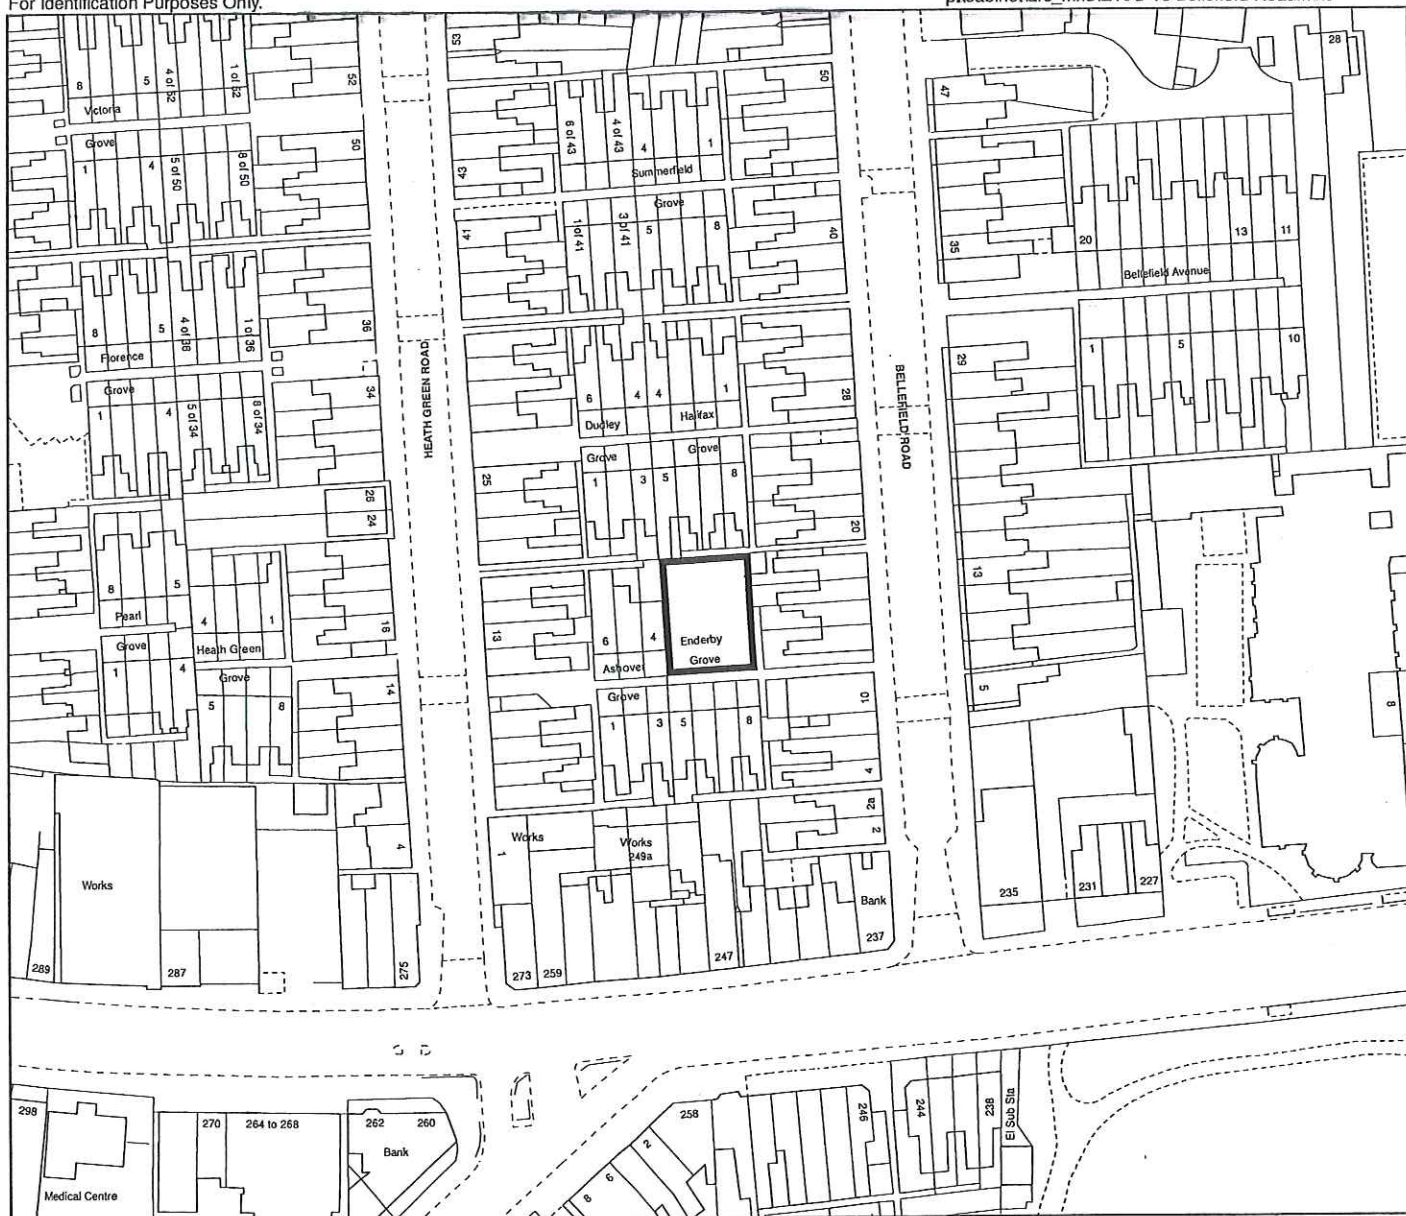 For Identification Purposes Only.
53
52
50
28
8
5
4 of 52
1 of 52
Victoria
47
6 of 43
4 of 43
4
1
43
Summerfield
Grove
1
4
5 of 50
8 of 50
50
Grove
41
1 of 41
3 of 41
5
8
40
35
20
13
11
Bellefield Avenue
8
5
4 of 38
1 of 36
36
Florence
HEATH GREEN ROAD
BELLEFIELD ROAD
29
1
5
10
6
4
4
1
28
Dudley
Halifax
Grove
1
4
5 of 34
8 of 34
34
Grove
Grove
1
3
5
8
25
20
26
24
13
8
5
Pearl
4
1
Heath Green
16
13
6
4
Ashover
Enderby
Grove
Grove
1
4
Grove
5
8
14
Grove
1
3
5
8
10
4
5
8
2a
2
Works
1
Works
249a
4
Works
Bank
237
235
231
227
289
287
275
273
259
247
298
270
264 to 268
262
260
Bank
258
246
244
238
El Sub Sta
2
6
8
Medical Centre